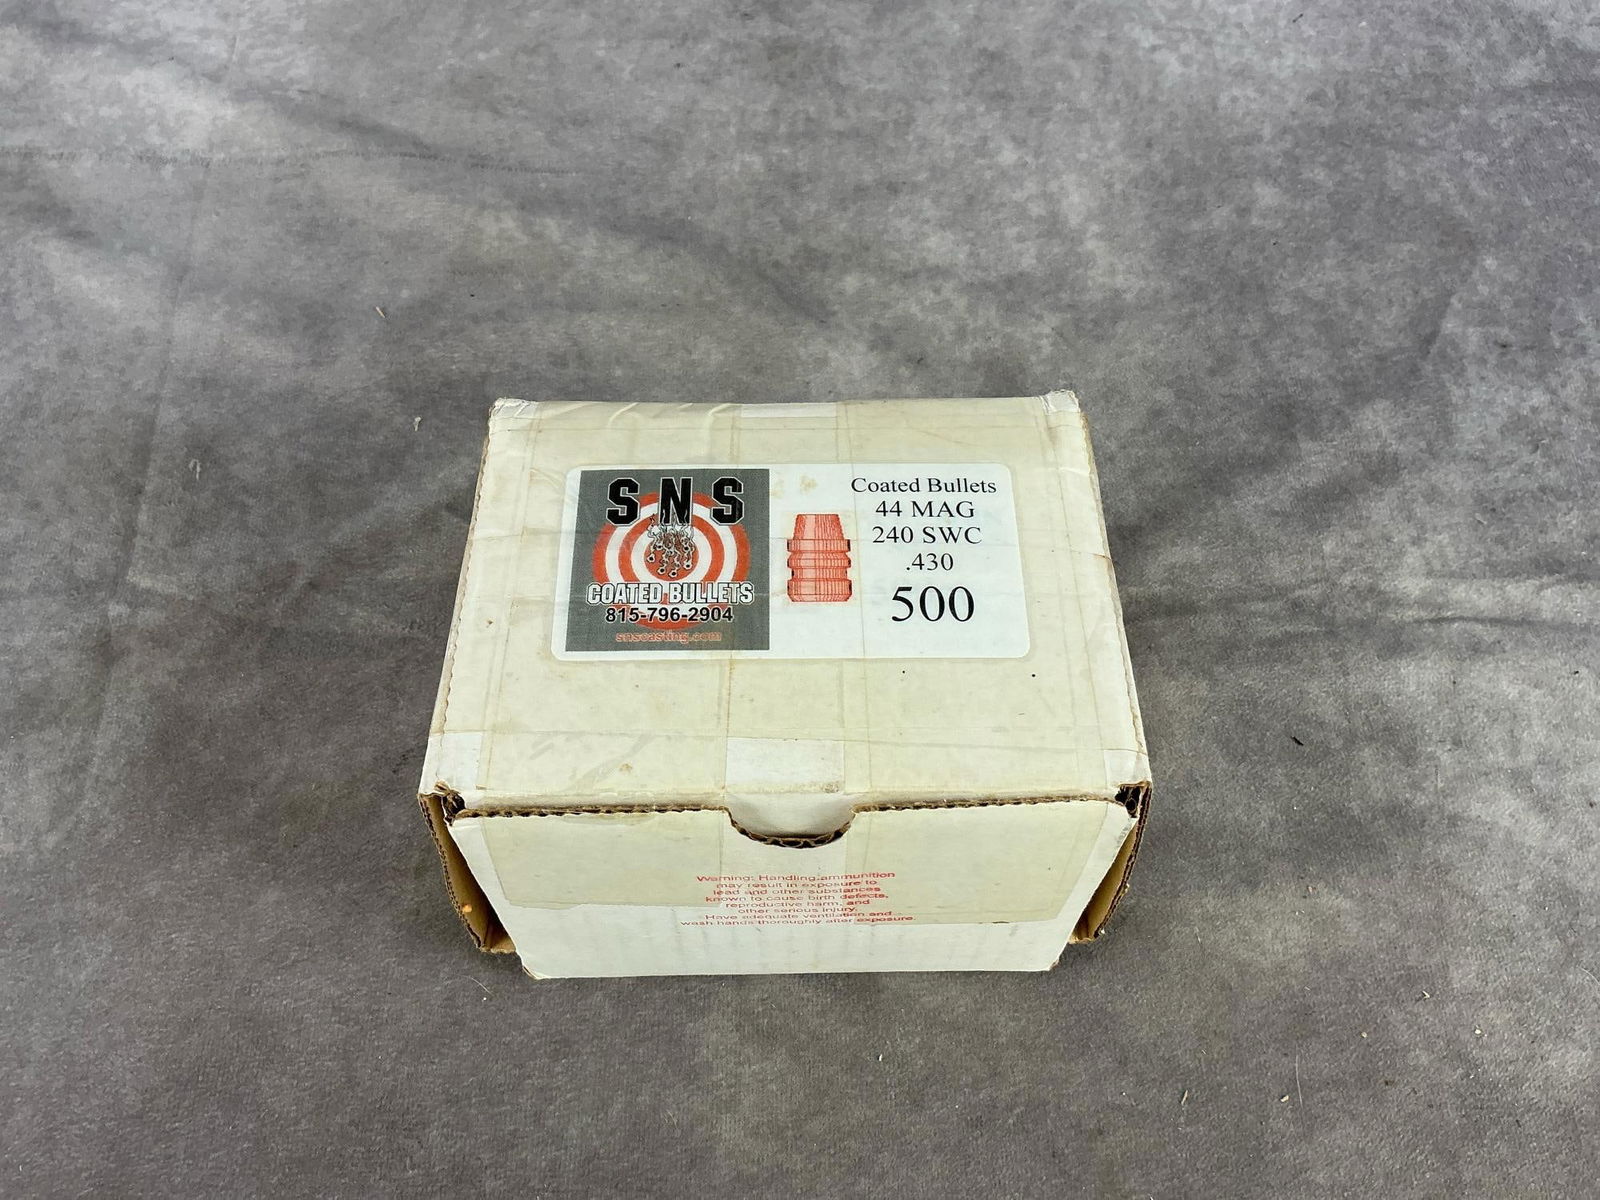 SNS
COATED BULLETS
815-796-2904
snscasting.com
Coated Bullets
44 MAG
240 SWC
.430
500
Warning: Handling ammunition
may result in exposure to
lead and other substances
known to cause birth defects,
reproductive harm, and
other serious injury.
Have adequate ventilation and
wash hands thoroughly after exposure.